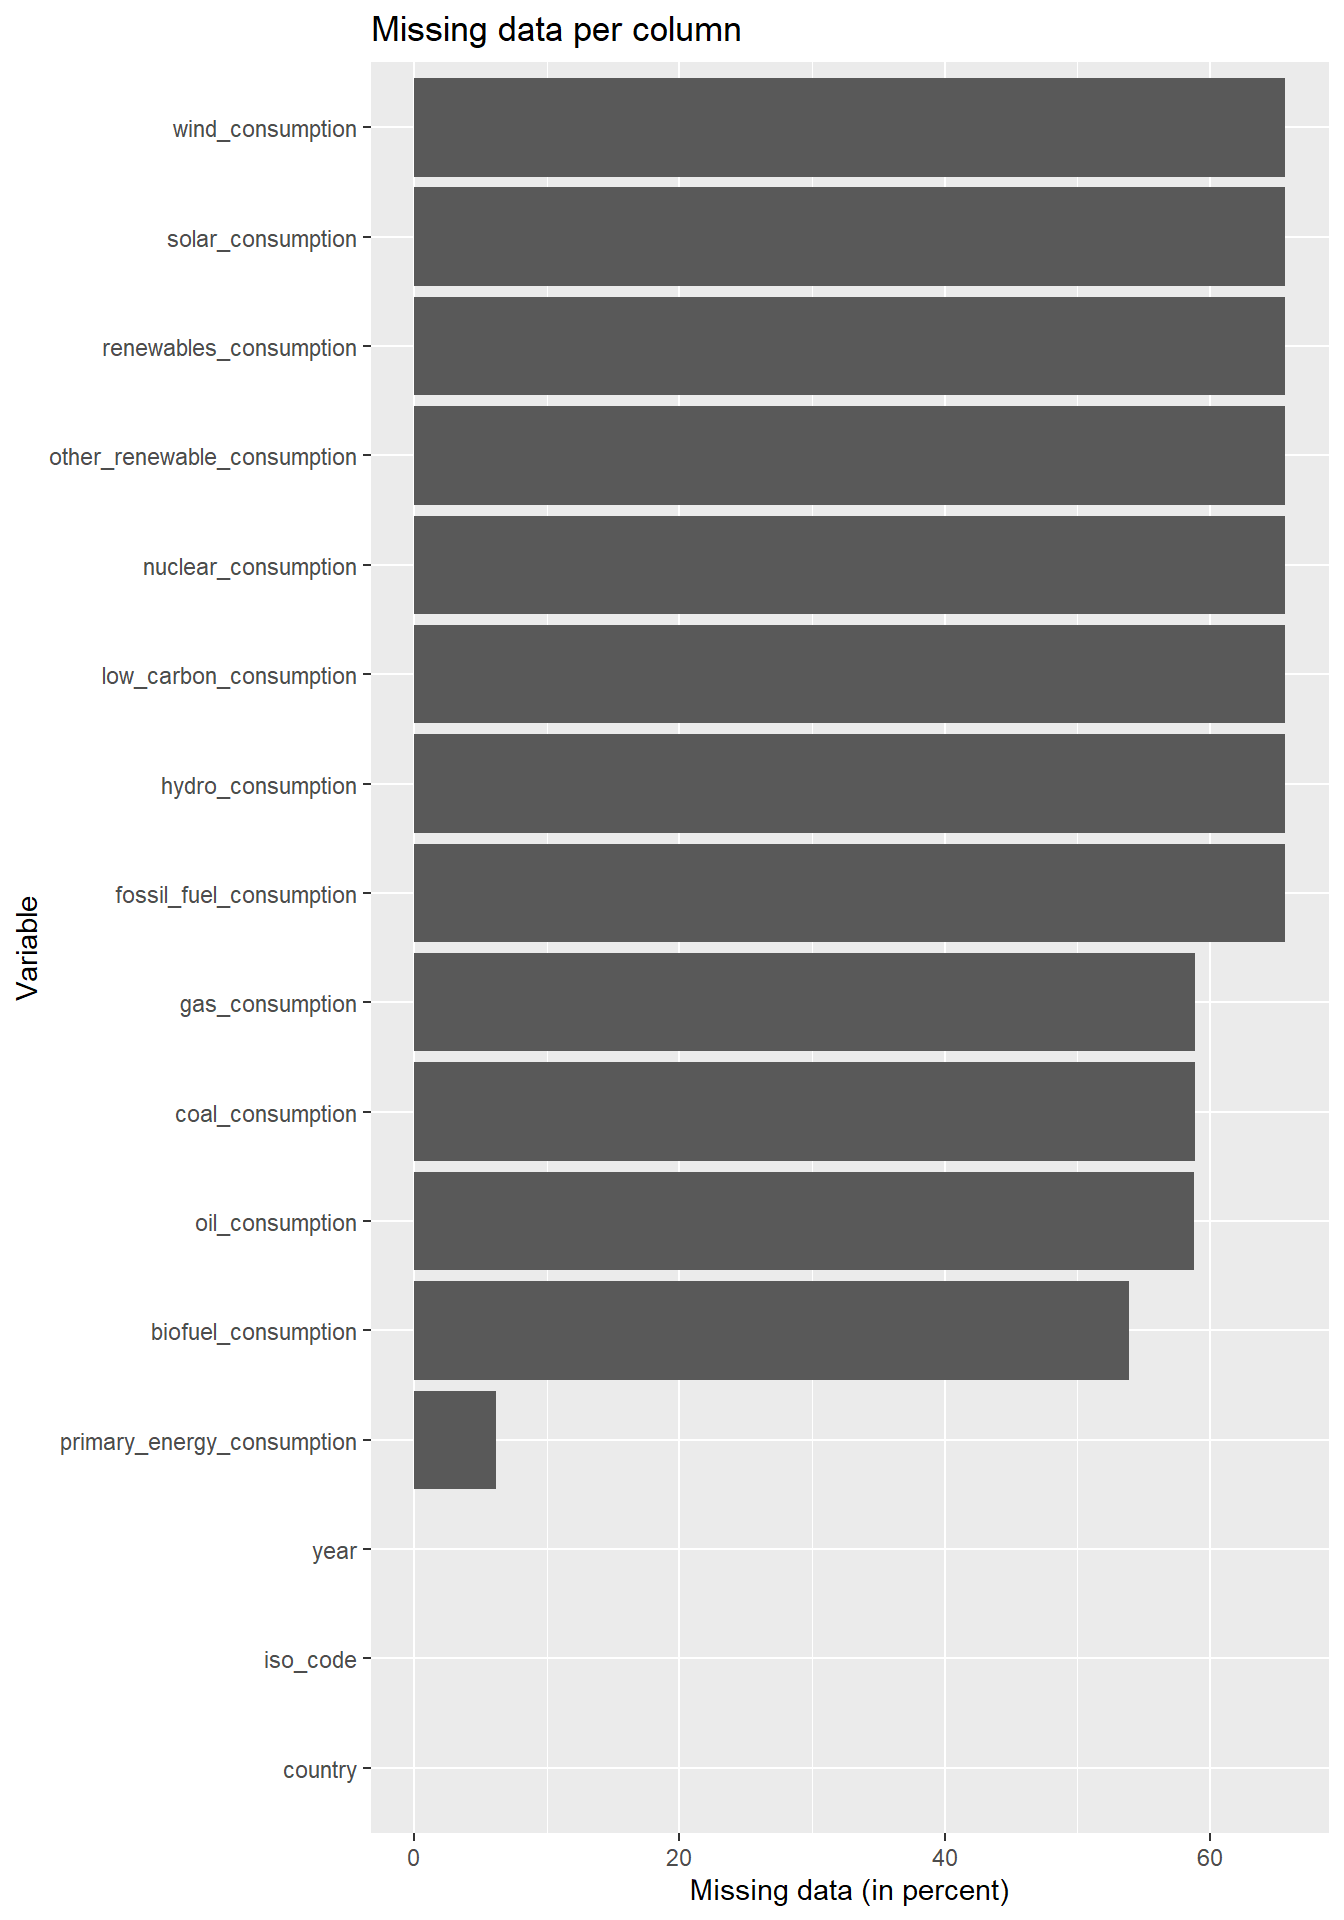 Missing data per column
wind_consumption
solar_consumption
renewables_consumption
other_renewable_consumption
nuclear_consumption
low_carbon_consumption
hydro_consumption
fossil_fuel_consumption
gas_consumption
coal_consumption
oil_consumption
biofuel_consumption
primary_energy_consumption
year
iso_code
country
Variable
0 20 40 60
Missing data (in percent)